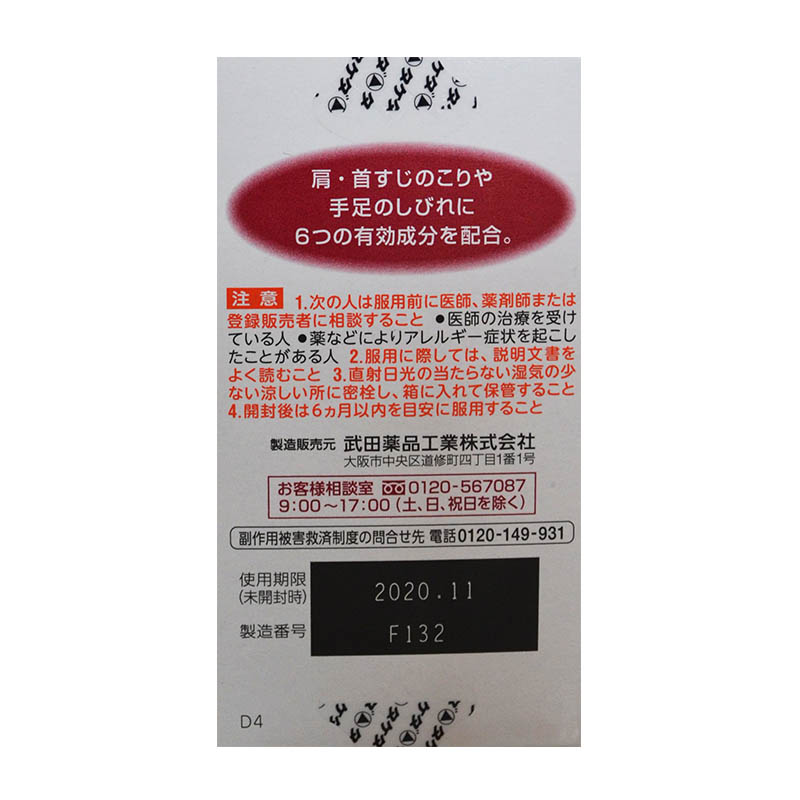 肩・首すじのこりや
手足のしびれに
6つの有効成分を配合。
注意 1.次の人は服用前に医師、薬剤師または
登録販売者に相談すること ●医師の治療を受け
ている人 ●薬などによりアレルギー症状を起こし
たことがある人 2.服用に際しては、説明文書を
よく読むこと 3.直射日光の当たらない湿気の少
ない涼しい所に密栓し、箱に入れて保管すること
4.開封後は6ヵ月以内を目安に服用すること
製造販売元 武田薬品工業株式会社
大阪市中央区道修町四丁目1番1号
お客様相談室 0120-567087
9:00〜17:00(土、日、祝日を除く)
副作用被害救済制度の問合せ先 電話0120-149-931
使用期限
(未開封時)
2020.11
製造番号 F132
D4